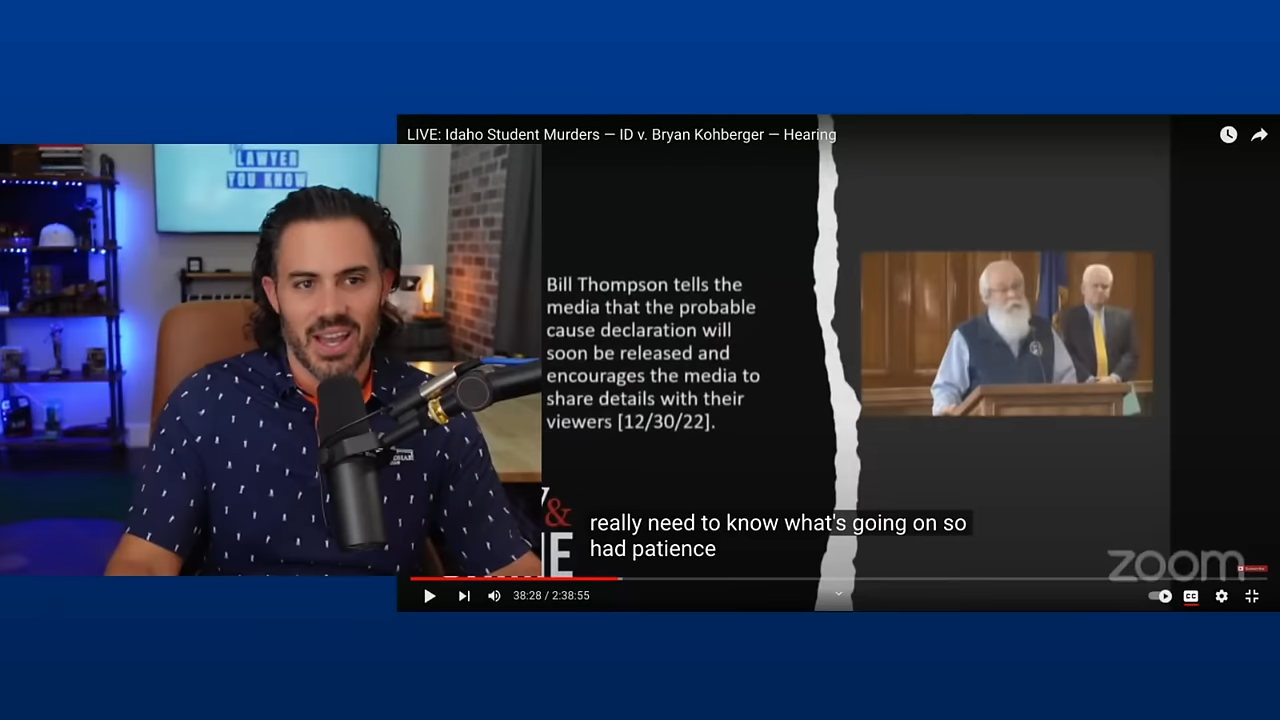 LIVE: Idaho Student Murders — ID v. Bryan Kohberger — Hearing
LAWYER
YOU KNOW
Bill Thompson tells the
media that the probable
cause declaration will
soon be released and
encourages the media to
share details with their
viewers [12/30/22].
&
really need to know what's going on so
had patience
zoom
38:28 / 2:38:55
CC